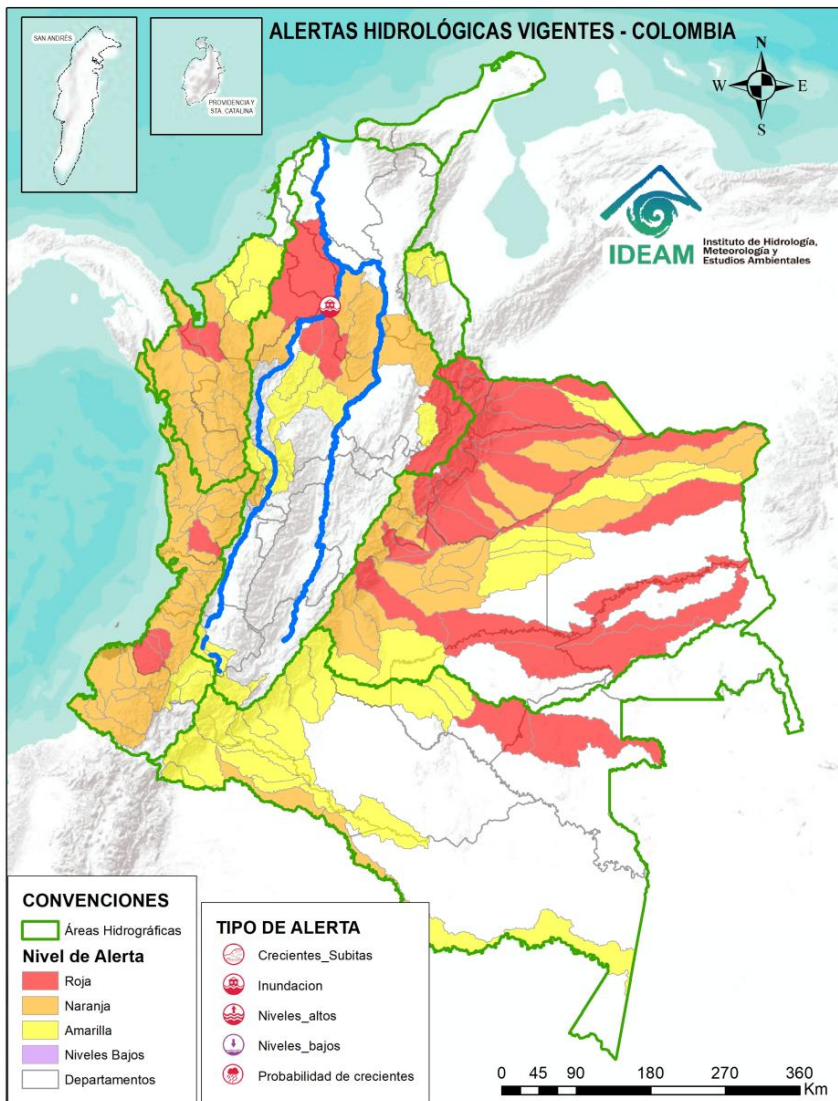 ALERTAS HIDROLÓGICAS VIGENTES - COLOMBIA
SAN ANDRÉS
PROVIDENCIA Y
STA. CATALINA
N
W
E
S
IDEAM
Instituto de Hidrología,
Meteorología y
Estudios Ambientales
CONVENCIONES
Áreas Hidrográficas
Nivel de Alerta
Roja
Naranja
Amarilla
Niveles Bajos
Departamentos
TIPO DE ALERTA
Crecientes_Subitas
Inundacion
Niveles_altos
Niveles_bajos
Probabilidad de crecientes
0 45 90 180 270 360
Km